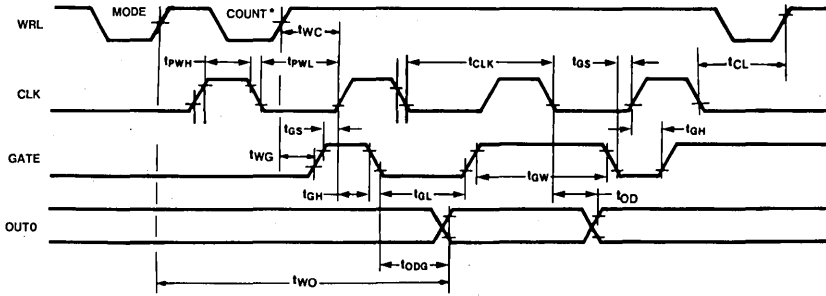 WRL
MODE
COUNT*
tWC
tPWH
tPWL
tCLK
tGS
tCL
CLK
tGS
tGH
tWG
GATE
tGH
tGL
tGW
tOD
OUT0
tODG
tWO